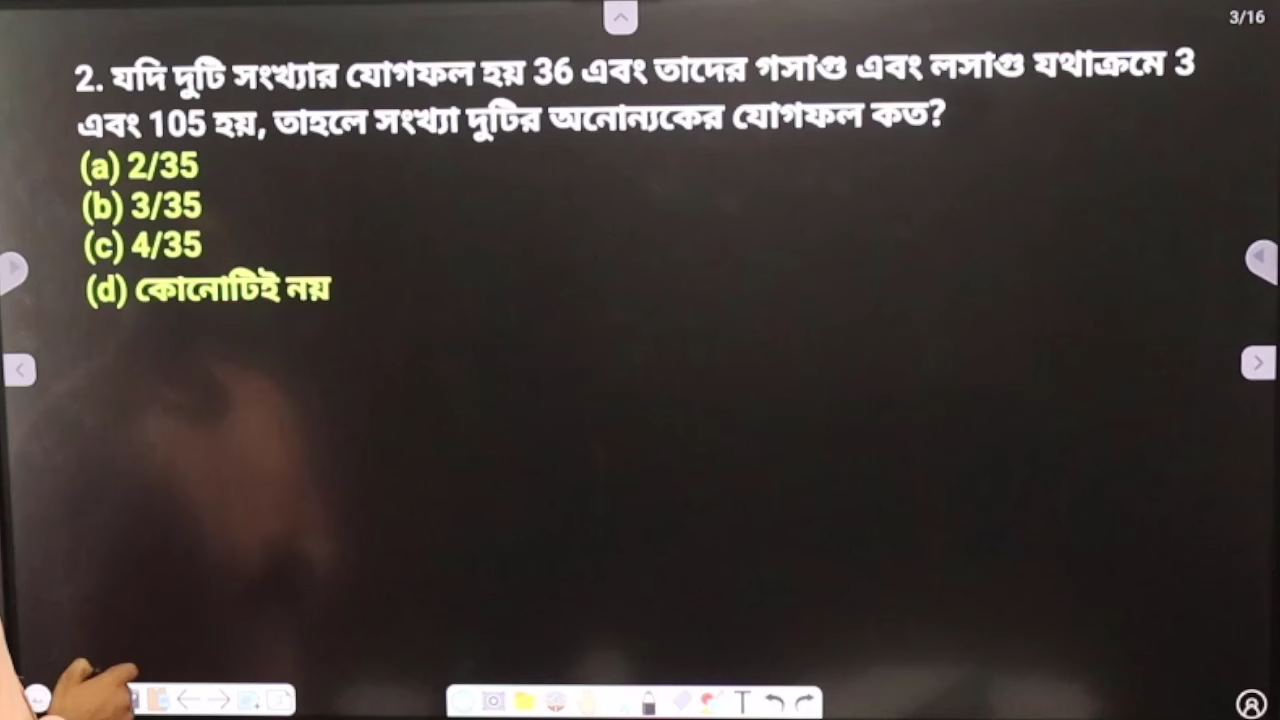 3/16
2. যদি দুটি সংখ্যার যোগফল হয় 36 এবং তাদের গসাগু এবং লসাগু যথাক্রমে 3
এবং 105 হয়, তাহলে সংখ্যা দুটির অনোন্যকের যোগফল কত?
(a) 2/35
(b) 3/35
(c) 4/35
(d) কোনোটিই নয়